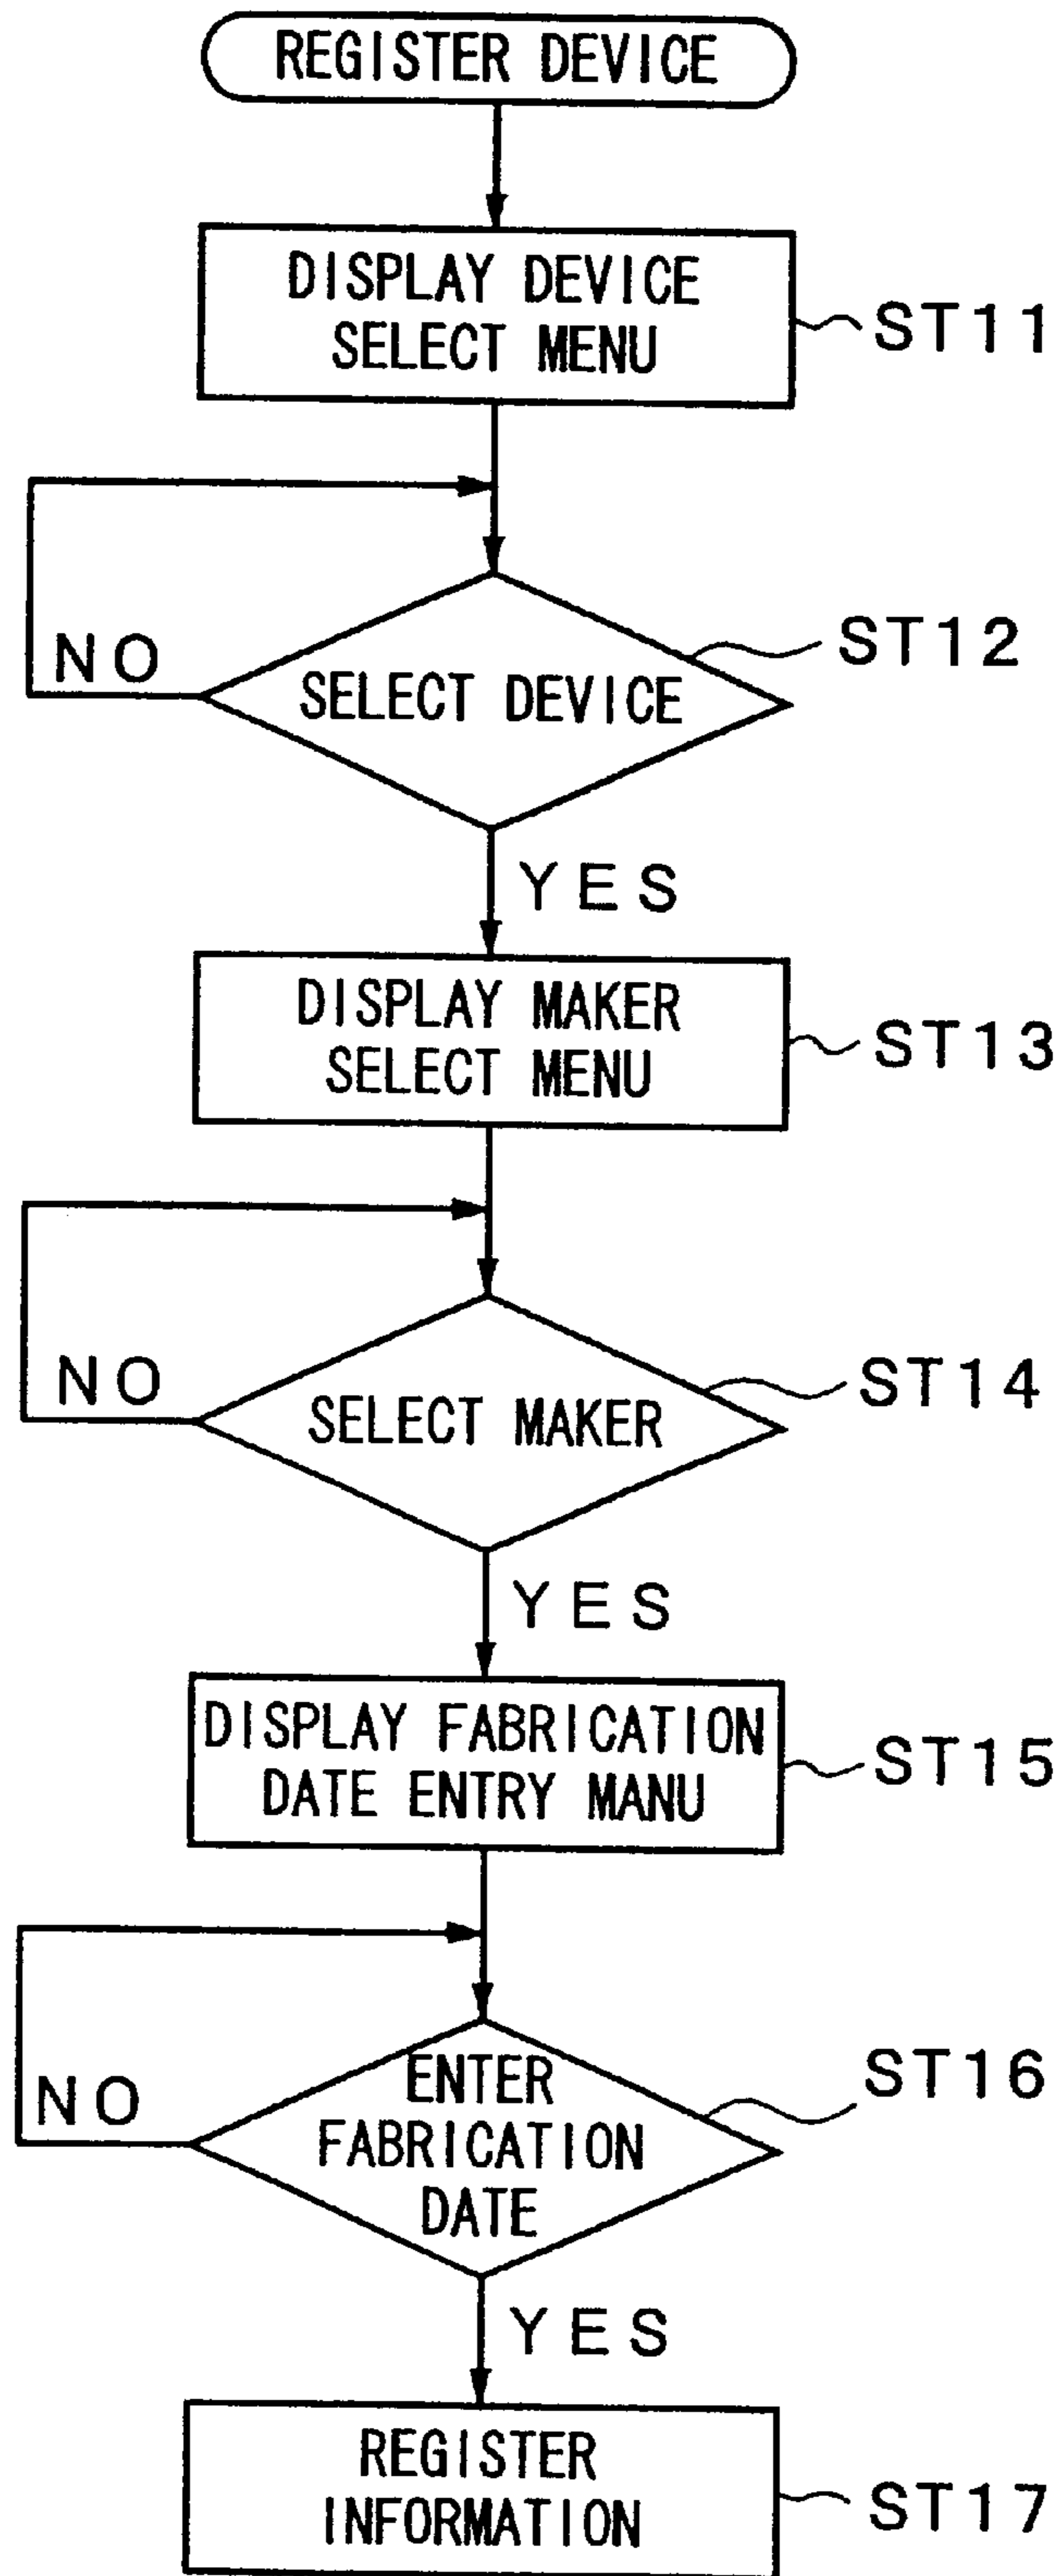 REGISTER DEVICE
DISPLAY DEVICE
SELECT MENU
ST11
NO
SELECT DEVICE
ST12
YES
DISPLAY MAKER
SELECT MENU
ST13
NO
SELECT MAKER
ST14
YES
DISPLAY FABRICATION
DATE ENTRY MANU
ST15
NO
ENTER
FABRICATION
DATE
ST16
YES
REGISTER
INFORMATION
ST17